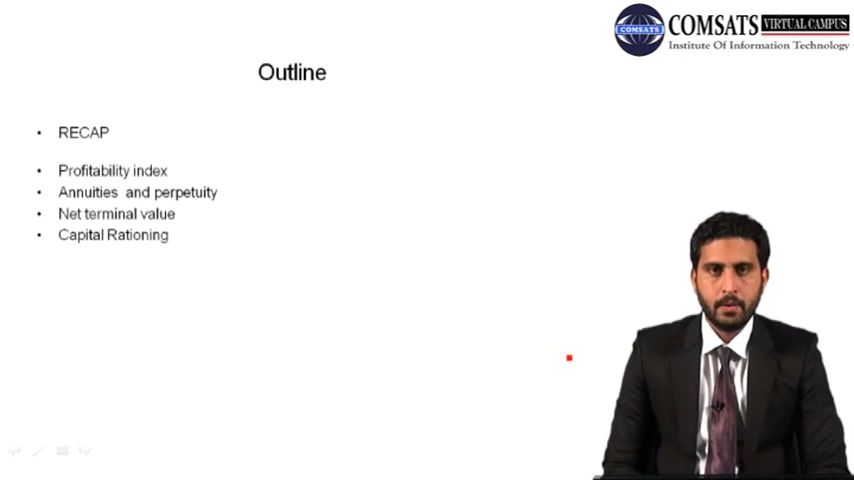 COMSATS
COMSATS VIRTUAL CAMPUS
Institute Of Information Technology
Outline
• RECAP
• Profitability index
• Annuities and perpetuity
• Net terminal value
• Capital Rationing